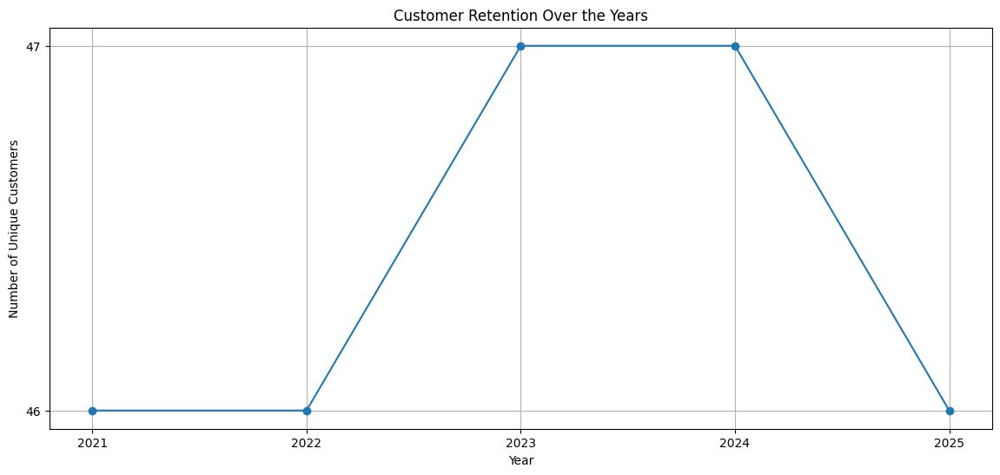 Customer Retention Over the Years
Number of Unique Customers
47
46
2021 2022 2023 2024 2025
Year